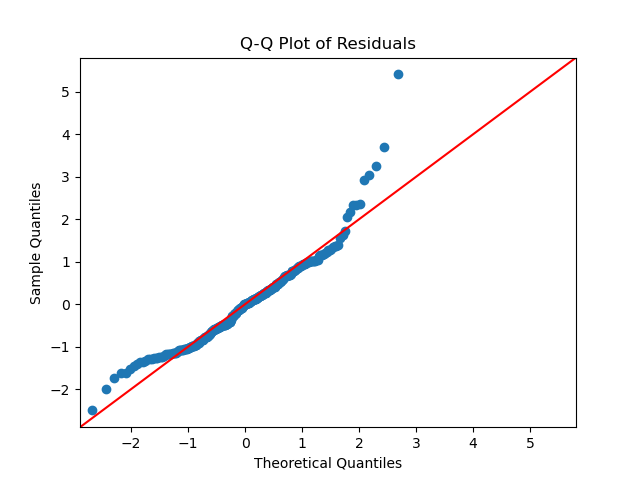 Q-Q Plot of Residuals
5
4
3
2
1
0
−1
−2
Sample Quantiles
−2 −1 0 1 2 3 4 5
Theoretical Quantiles